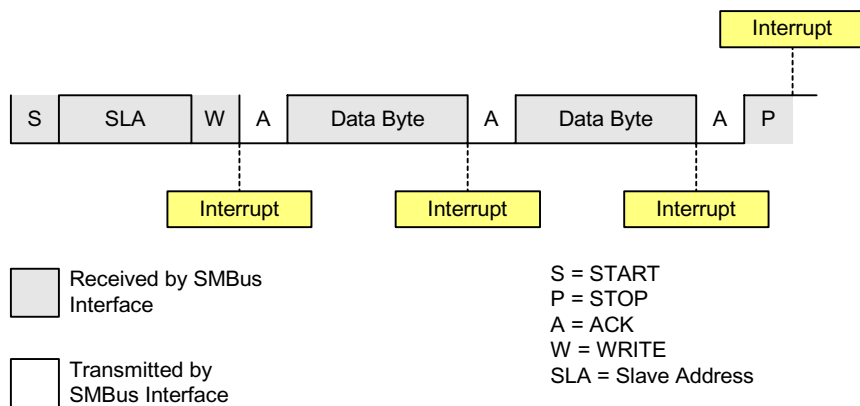 Interrupt
S SLA W A Data Byte A Data Byte A P
Interrupt Interrupt Interrupt
Received by SMBus
Interface
Transmitted by
SMBus Interface
S = START
P = STOP
A = ACK
W = WRITE
SLA = Slave Address